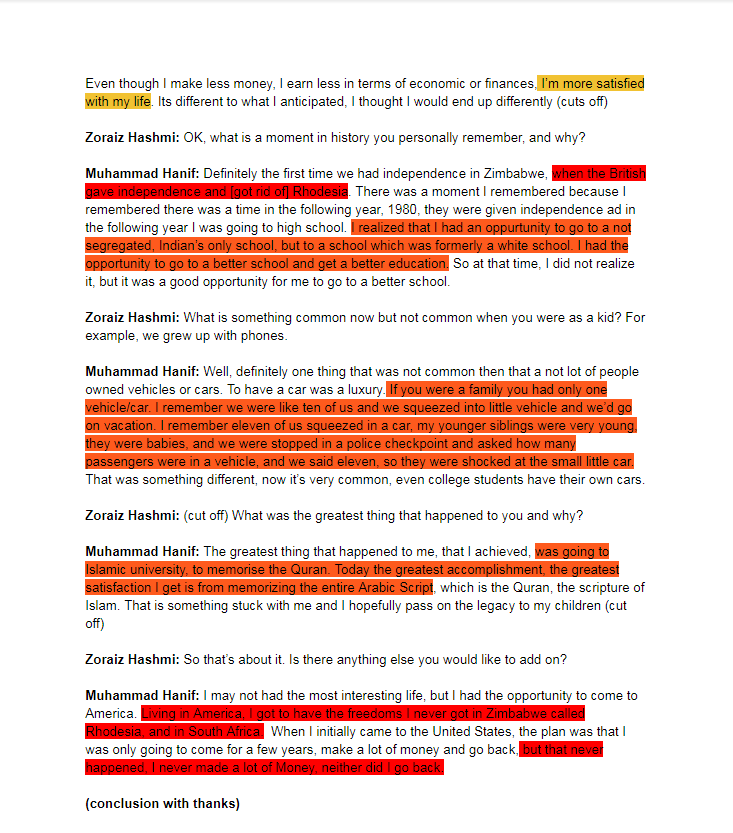 Even though I make less money, I earn less in terms of economic or finances, I'm more satisfied
with my life. Its different to what I anticipated, I thought I would end up differently (cuts off)
Zoraiz Hashmi: OK, what is a moment in history you personally remember, and why?
Muhammad Hanif: Definitely the first time we had independence in Zimbabwe, when the British
gave independence and [got rid of] Rhodesia. There was a moment I remembered because I
remembered there was a time in the following year, 1980, they were given independence ad in
the following year I was going to high school. I realized that I had an oppurtunity to go to a not
segregated, Indian's only school, but to a school which was formerly a white school. I had the
opportunity to go to a better school and get a better education. So at that time, I did not realize
it, but it was a good opportunity for me to go to a better school.
Zoraiz Hashmi: What is something common now but not common when you were as a kid? For
example, we grew up with phones.
Muhammad Hanif: Well, definitely one thing that was not common then that a not lot of people
owned vehicles or cars. To have a car was a luxury. If you were a family you had only one
vehicle/car. I remember we were like ten of us and we squeezed into little vehicle and we'd go
on vacation. I remember eleven of us squeezed in a car, my younger siblings were very young,
they were babies, and we were stopped in a police checkpoint and asked how many
passengers were in a vehicle, and we said eleven, so they were shocked at the small little car.
That was something different, now it's very common, even college students have their own cars.
Zoraiz Hashmi: (cut off) What was the greatest thing that happened to you and why?
Muhammad Hanif: The greatest thing that happened to me, that I achieved, was going to
Islamic university, to memorise the Quran. Today the greatest accomplishment, the greatest
satisfaction I get is from memorizing the entire Arabic Script, which is the Quran, the scripture of
Islam. That is something stuck with me and I hopefully pass on the legacy to my children (cut
off)
Zoraiz Hashmi: So that's about it. Is there anything else you would like to add on?
Muhammad Hanif: I may not had the most interesting life, but I had the opportunity to come to
America. Living in America, I got to have the freedoms I never got in Zimbabwe called
Rhodesia, and in South Africa. When I initially came to the United States, the plan was that I
was only going to come for a few years, make a lot of money and go back, but that never
happened, I never made a lot of Money, neither did I go back.
(conclusion with thanks)